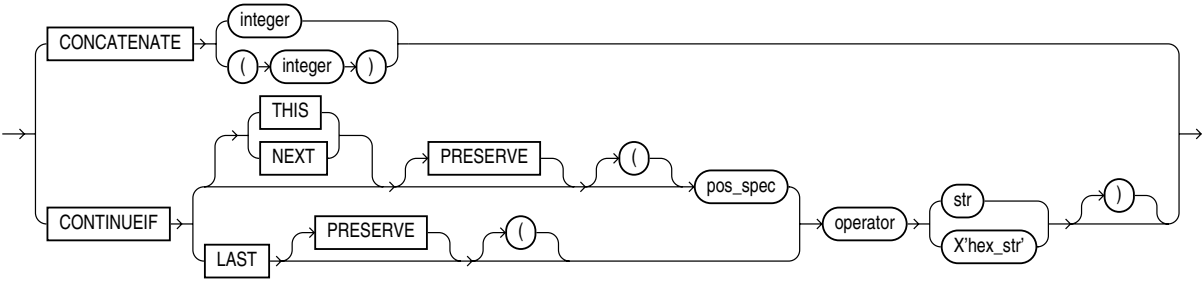 integer
CONCATENATE
( integer )
THIS
NEXT
PRESERVE (
pos_spec
CONTINUEIF
PRESERVE (
LAST
operator
str
X'hex_str'
)